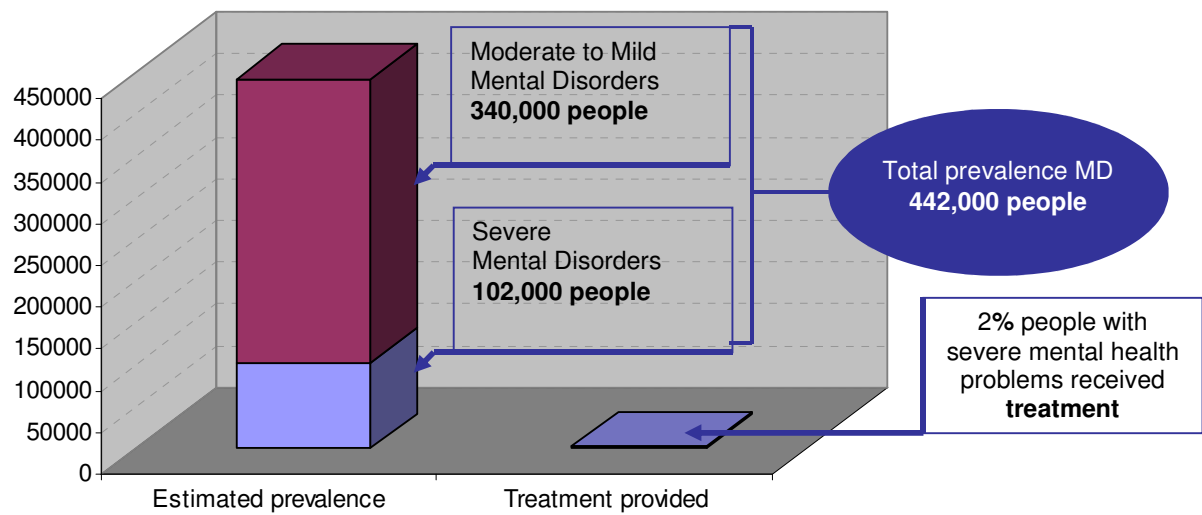 Moderate to Mild
Mental Disorders
340,000 people
450000
400000
350000
300000
250000
200000
150000
100000
50000
0
Total prevalence MD
442,000 people
Severe
Mental Disorders
102,000 people
2% people with
severe mental health
problems received
treatment
Estimated prevalence
Treatment provided